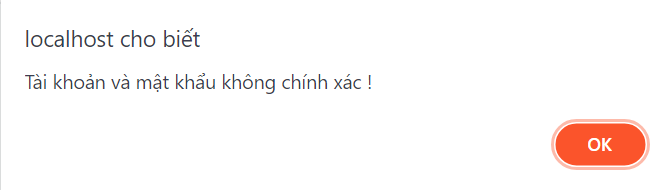 localhost cho biết
Tài khoản và mật khẩu không chính xác !
OK